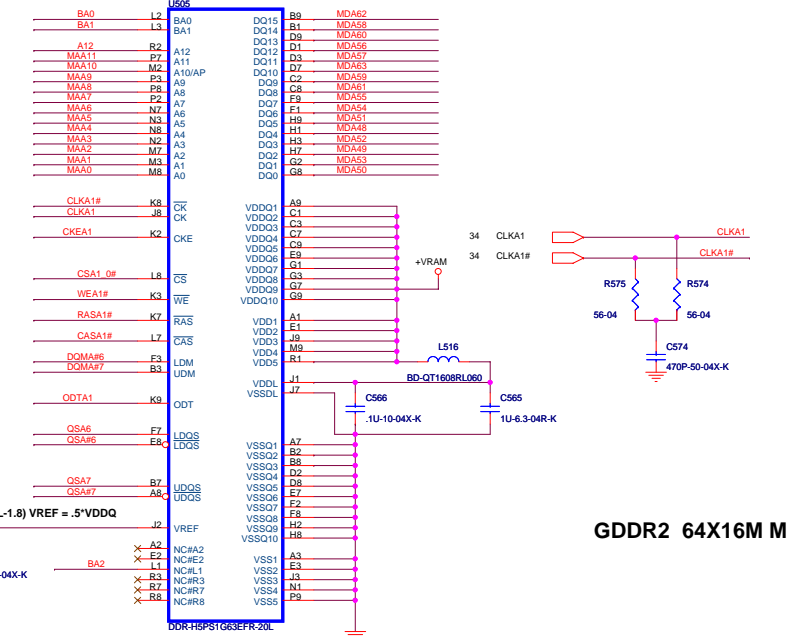 U505
BA0 L2 BA0 DQ15 B9 MDA62
BA1 L3 BA1 DQ14 B1 MDA58
DQ13 D9 MDA60
A12 R2 A12 DQ12 D1 MDA56
MAA11 P7 A11 DQ11 D3 MDA57
MAA10 M2 A10/AP DQ10 D7 MDA63
MAA9 P3 A9 DQ9 C2 MDA59
MAA8 P8 A8 DQ8 C8 MDA61
MAA7 P2 A7 DQ7 F9 MDA55
MAA6 N7 A6 DQ6 F1 MDA54
MAA5 N3 A5 DQ5 H9 MDA51
MAA4 N8 A4 DQ4 H1 MDA48
MAA3 N2 A3 DQ3 H3 MDA52
MAA2 M7 A2 DQ2 H7 MDA49
MAA1 M3 A1 DQ1 G2 MDA53
MAA0 M8 A0 DQ0 G8 MDA50
CLKA1# K8 CK VDDQ1 A9
CLKA1 J8 CK VDDQ2 C1
VDDQ3 C3
CKEA1 K2 CKE VDDQ4 C7
VDDQ5 C9
VDDQ6 E9
VDDQ7 G1
CSA1_0# L8 CS VDDQ8 G3
VDDQ9 G7
WEA1# K3 WE VDDQ10 G9
+VRAM
34 CLKA1 CLKA1
34 CLKA1# CLKA1#
R575 R574
56-04 56-04
C574
470P-50-04X-K
RASA1# K7 RAS VDD1 A1
VDD2 E1
CASA1# L7 CAS VDD3 J9
VDD4 M9
DQMA#6 F3 LDM VDD5 R1
L516
DQMA#7 B3 UDM
BD-QT1608RL060
VDDL J1
VSSDL J7
ODTA1 K9 ODT
C566 C565
.1U-10-04X-K 1U-6.3-04R-K
QSA6 F7 LDQS VSSQ1 A7
QSA#6 E8 LDQS VSSQ2 B2
VSSQ3 B8
VSSQ4 D2
QSA7 B7 UDQS VSSQ5 D8
QSA#7 A8 UDQS VSSQ6 E7
VSSQ7 F2
VSSQ8 F8
L-1.8) VREF = .5*VDDQ
J2 VREF VSSQ9 H2
VSSQ10 H8
A2 NC#A2 VSS1 A3
E2 NC#E2 VSS2 E3
BA2 L1 NC#L1 VSS3 J3
-04X-K
R3 NC#R3 VSS4 N1
R7 NC#R7 VSS5 P9
R8 NC#R8
DDR-H5PS1G63EFR-20L
GDDR2 64X16M M